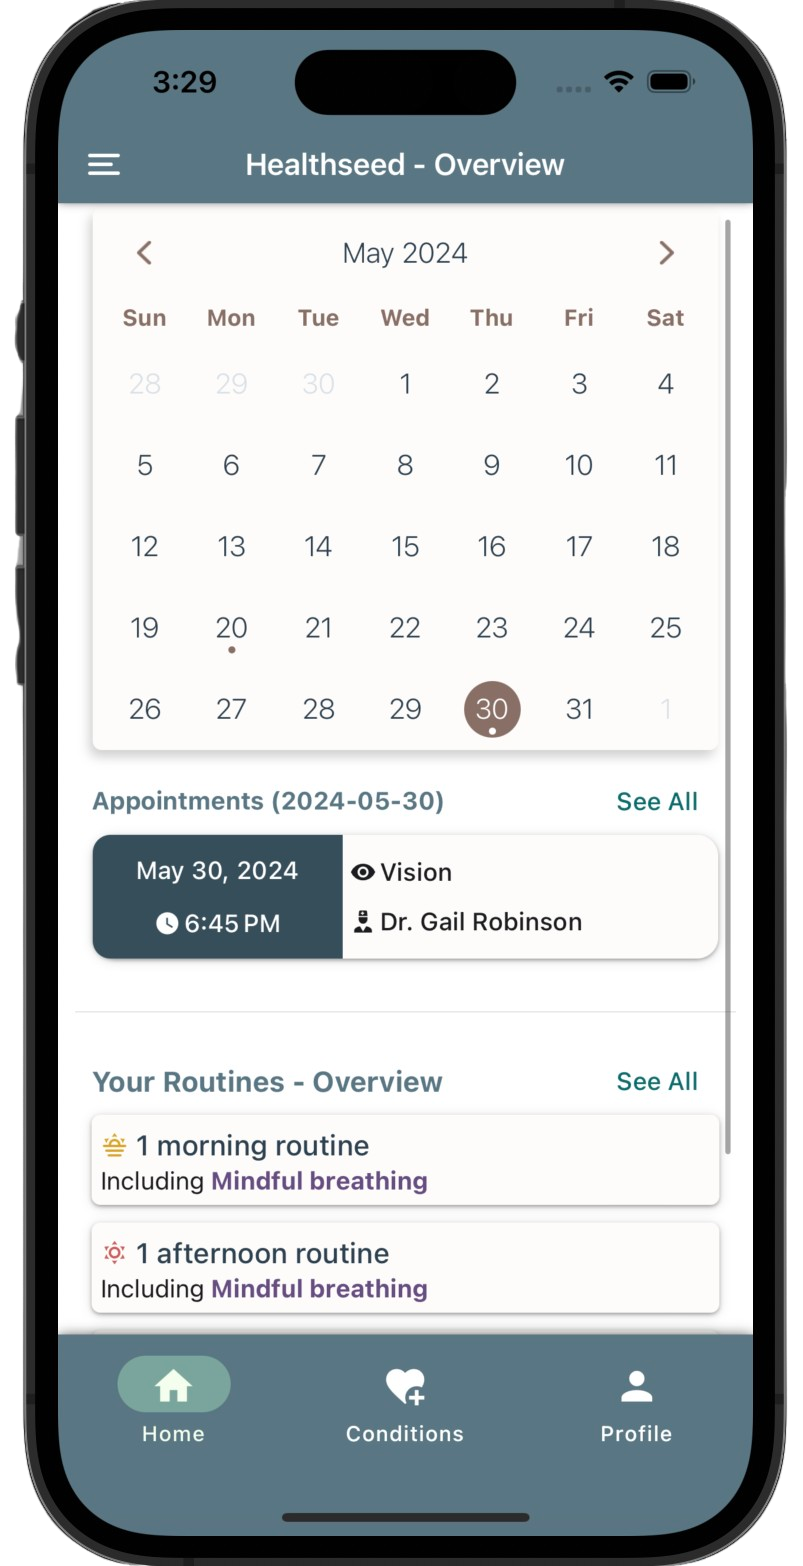 3:29
Healthseed - Overview
May 2024
Sun Mon Tue Wed Thu Fri Sat
28 29 30 1 2 3 4
5 6 7 8 9 10 11
12 13 14 15 16 17 18
19 20 21 22 23 24 25
26 27 28 29 30 31 1
Appointments (2024-05-30) See All
May 30, 2024 Vision
6:45 PM Dr. Gail Robinson
Your Routines - Overview See All
1 morning routine
Including Mindful breathing
1 afternoon routine
Including Mindful breathing
Home Conditions Profile